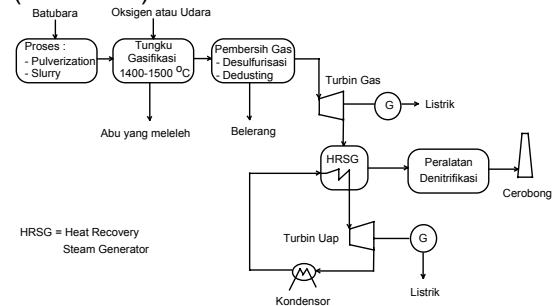 Batubara
Oksigen atau Udara
Proses :
- Pulverization
- Slurry
Tungku
Gasifikasi
1400-1500 ⁰C
Pembersih Gas
- Desulfurisasi
- Dedusting
Turbin Gas
G
Listrik
Abu yang meleleh
Belerang
HRSG
Peralatan
Denitrifikasi
Cerobong
HRSG = Heat Recovery
Steam Generator
Turbin Uap
G
Listrik
Kondensor